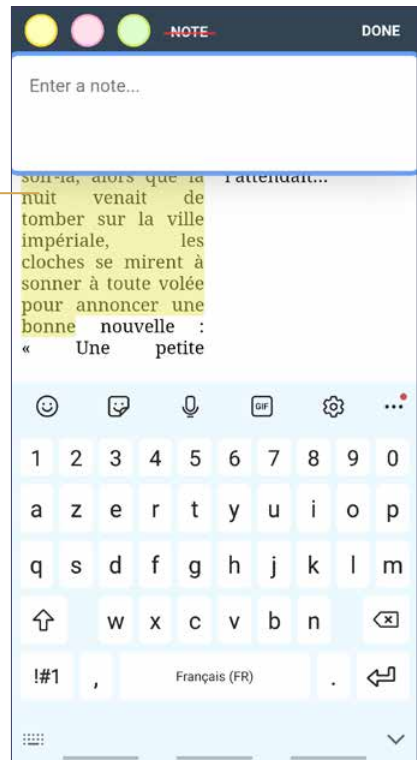 NOTE DONE
Enter a note...
soir-là, alors que la
nuit venait de
tomber sur la ville
impériale, les
cloches se mirent à
sonner à toute volée
pour annoncer une
bonne nouvelle :
« Une petite
l'attendait...
GIF
1 2 3 4 5 6 7 8 9 0
a z e r t y u i o p
q s d f g h j k l m
w x c v b n
!#1 , Français (FR) .